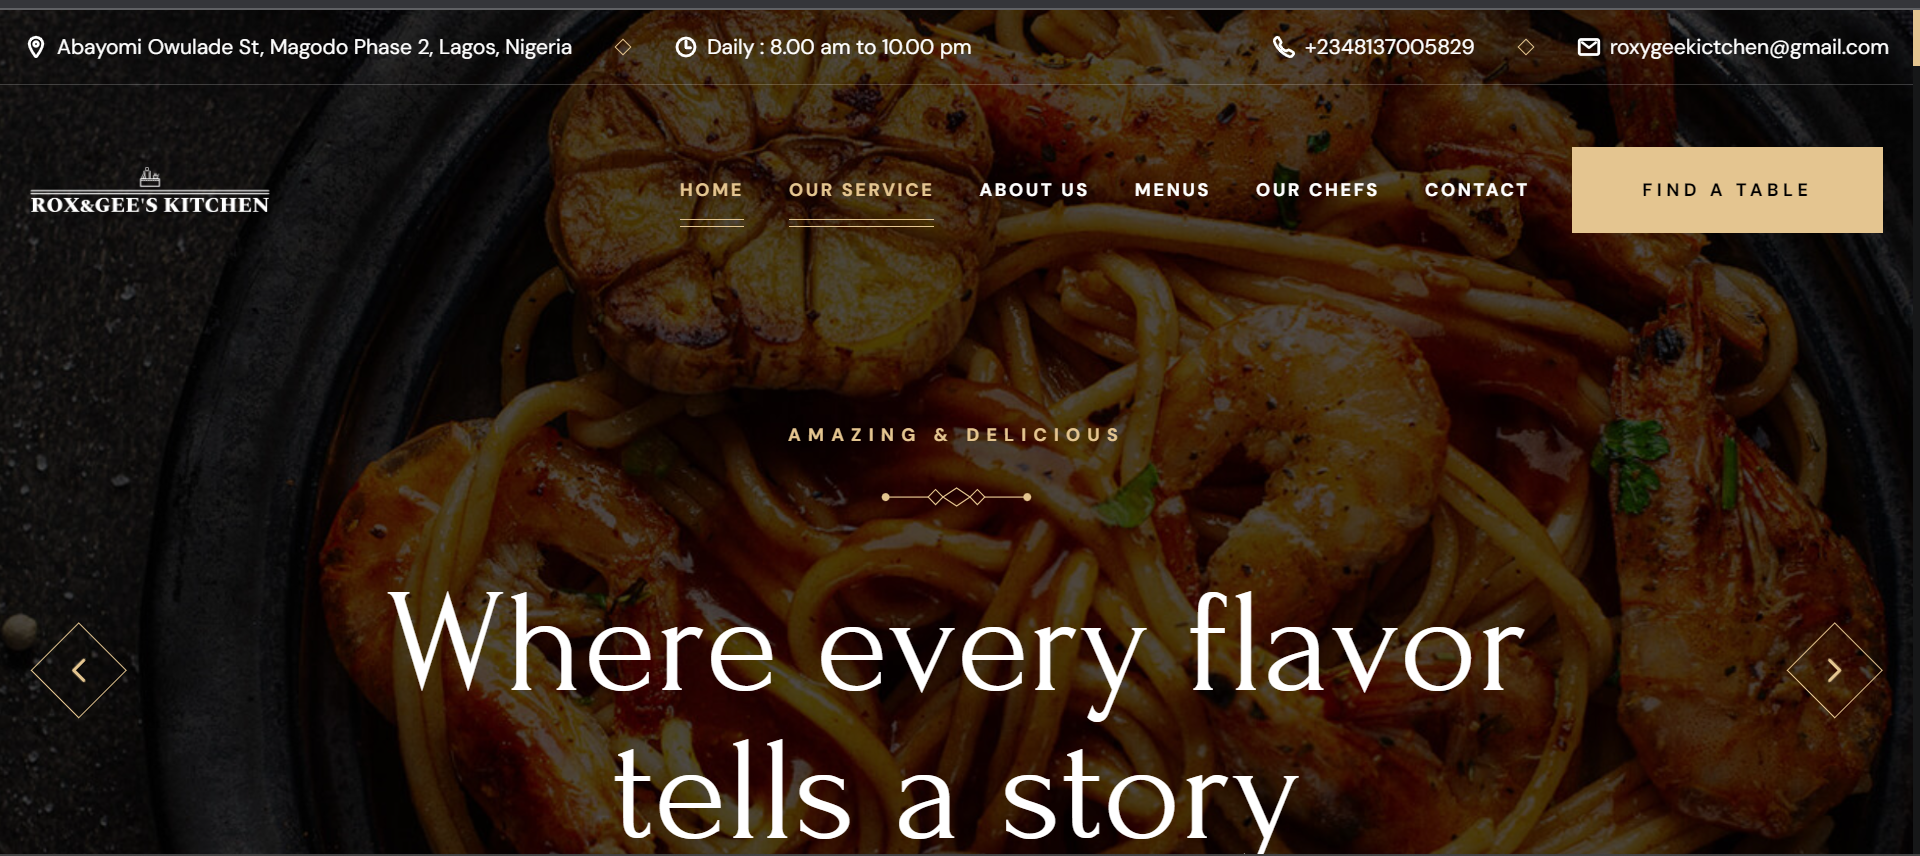 Abayomi Owulade St, Magodo Phase 2, Lagos, Nigeria
Daily : 8.00 am to 10.00 pm
+2348137005829
roxygeekictchen@gmail.com
ROX&GEE'S KITCHEN
HOME
OUR SERVICE
ABOUT US
MENUS
OUR CHEFS
CONTACT
FIND A TABLE
AMAZING & DELICIOUS
Where every flavor
tells a story